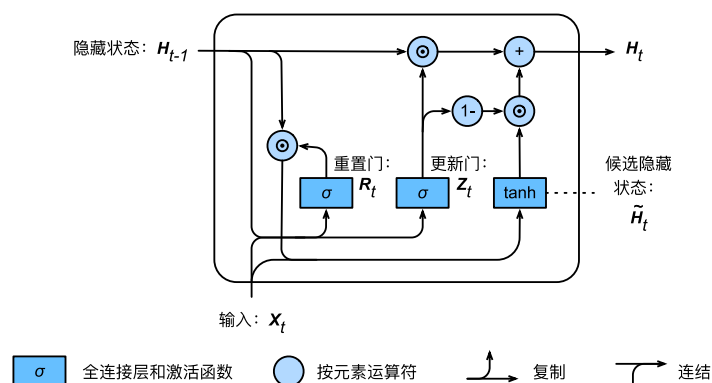 隐藏状态: H_{t-1}
⊙
+
H_t
1-
⊙
⊙
重置门:
R_t
更新门:
Z_t
候选隐藏
状态:
H̃_t
σ
σ
tanh
输入: X_t
σ 全连接层和激活函数
按元素运算符
复制
连结